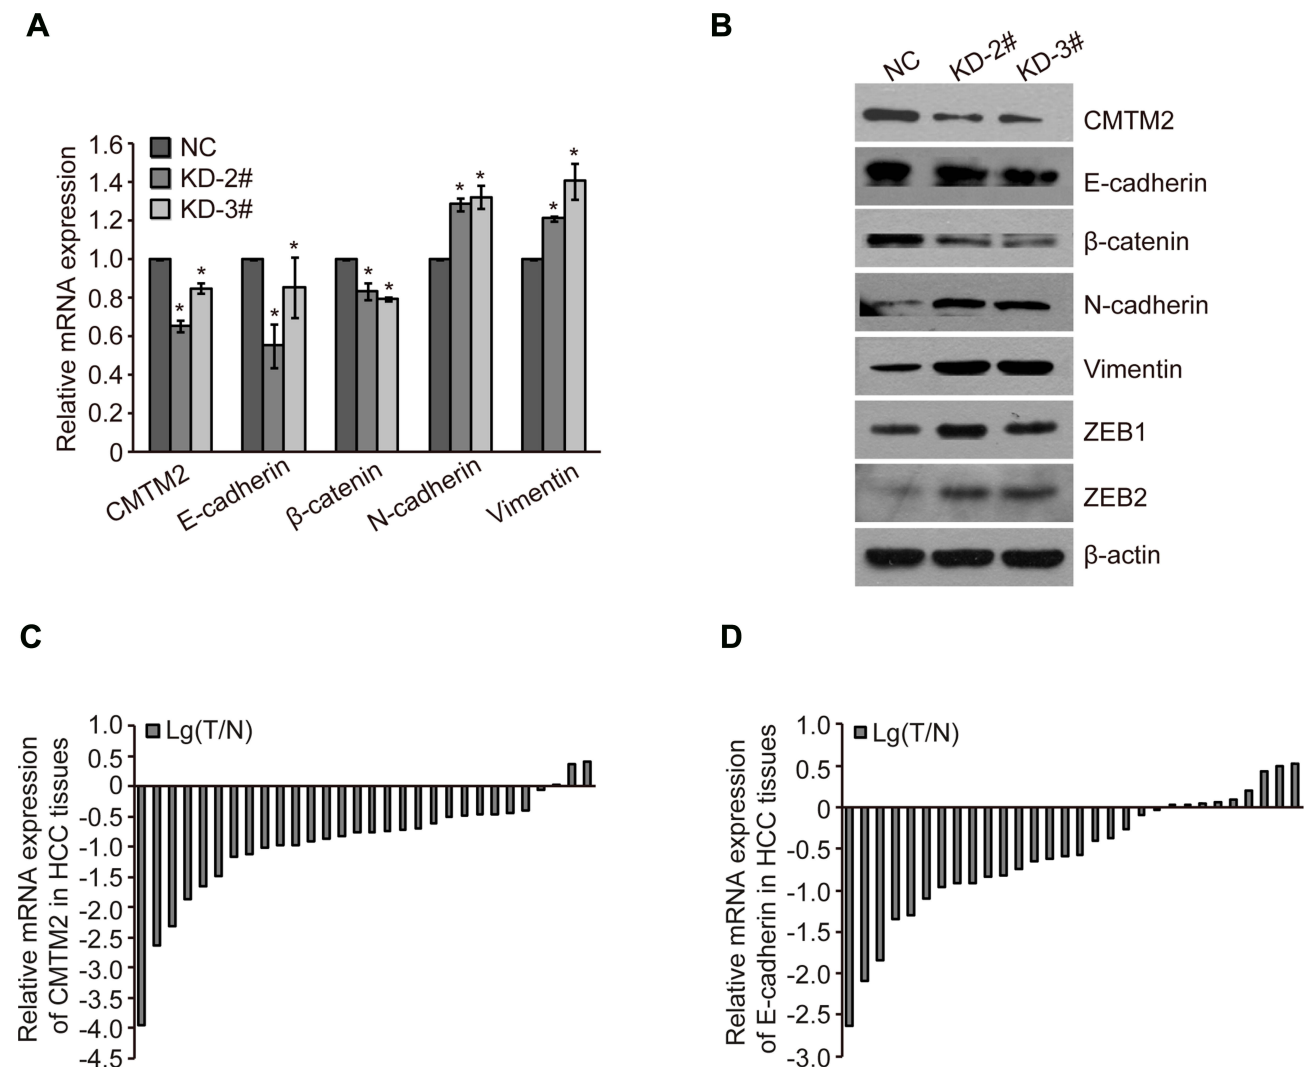 A
Relative mRNA expression
1.6
1.4
1.2
1.0
0.8
0.6
0.4
0.2
0
NC
KD-2#
KD-3#
* * * * * * * * * *
CMTM2
E-cadherin
β-catenin
N-cadherin
Vimentin
B
NC KD-2# KD-3#
CMTM2
E-cadherin
β-catenin
N-cadherin
Vimentin
ZEB1
ZEB2
β-actin
C
Relative mRNA expression
of CMTM2 in HCC tissues
Lg(T/N)
1.0
0.5
0
-0.5
-1.0
-1.5
-2.0
-2.5
-3.0
-3.5
-4.0
-4.5
D
Relative mRNA expression
of E-cadherin in HCC tissues
Lg(T/N)
1.0
0.5
0
-0.5
-1.0
-1.5
-2.0
-2.5
-3.0